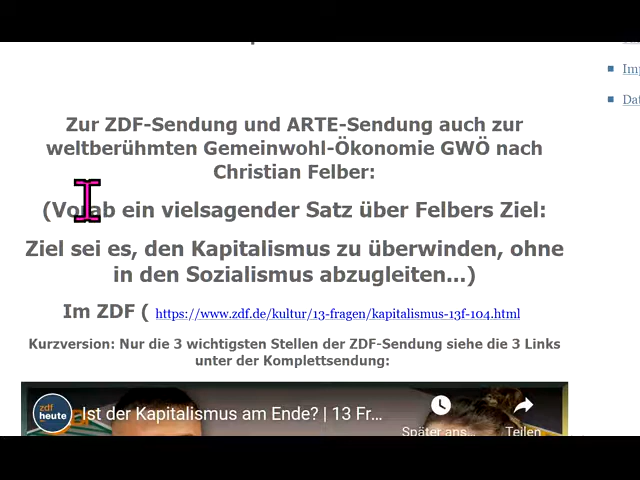 Im
Da
Zur ZDF-Sendung und ARTE-Sendung auch zur
weltberühmten Gemeinwohl-Ökonomie GWÖ nach
Christian Felber:
(Vorab ein vielsagender Satz über Felbers Ziel:
Ziel sei es, den Kapitalismus zu überwinden, ohne
in den Sozialismus abzugleiten...)
Im ZDF ( https://www.zdf.de/kultur/13-fragen/kapitalismus-13f-104.html
Kurzversion: Nur die 3 wichtigsten Stellen der ZDF-Sendung siehe die 3 Links
unter der Komplettsendung:
zdf heute
Ist der Kapitalismus am Ende? | 13 Fr...
Später ans...
Teilen